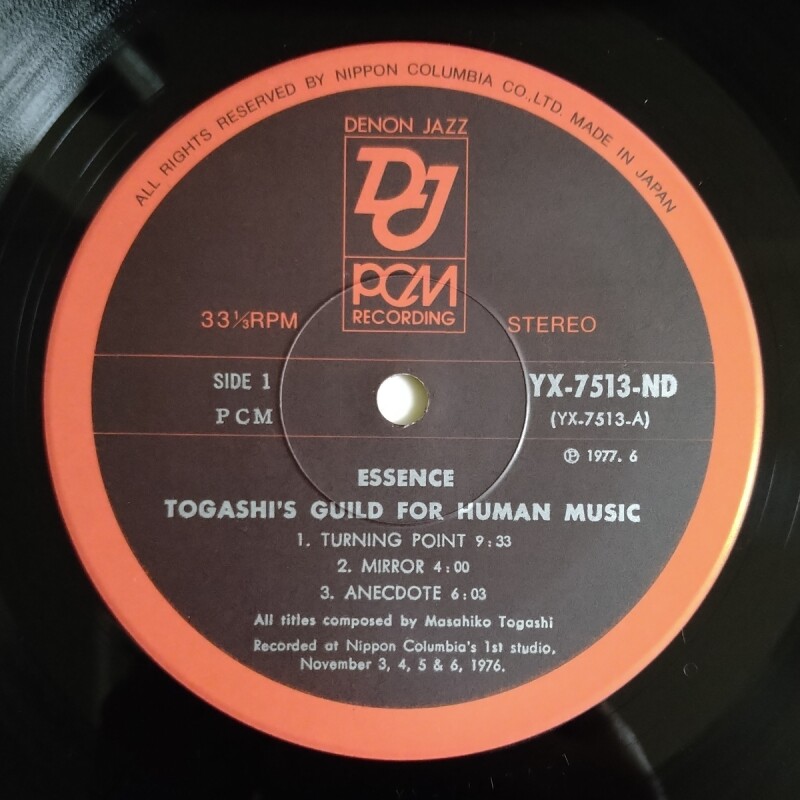 ALL RIGHTS RESERVED BY NIPPON COLUMBIA CO.,LTD. MADE IN JAPAN
DENON JAZZ
DJ
PCM
RECORDING
33⅓RPM
STEREO
SIDE 1
YX-7513-ND
PCM
(YX-7513-A)
Ⓟ 1977. 6
ESSENCE
TOGASHI'S GUILD FOR HUMAN MUSIC
1. TURNING POINT 9:33
2. MIRROR 4:00
3. ANECDOTE 6:03
All titles composed by Masahiko Togashi
Recorded at Nippon Columbia's 1st studio,
November 3, 4, 5 & 6, 1976.